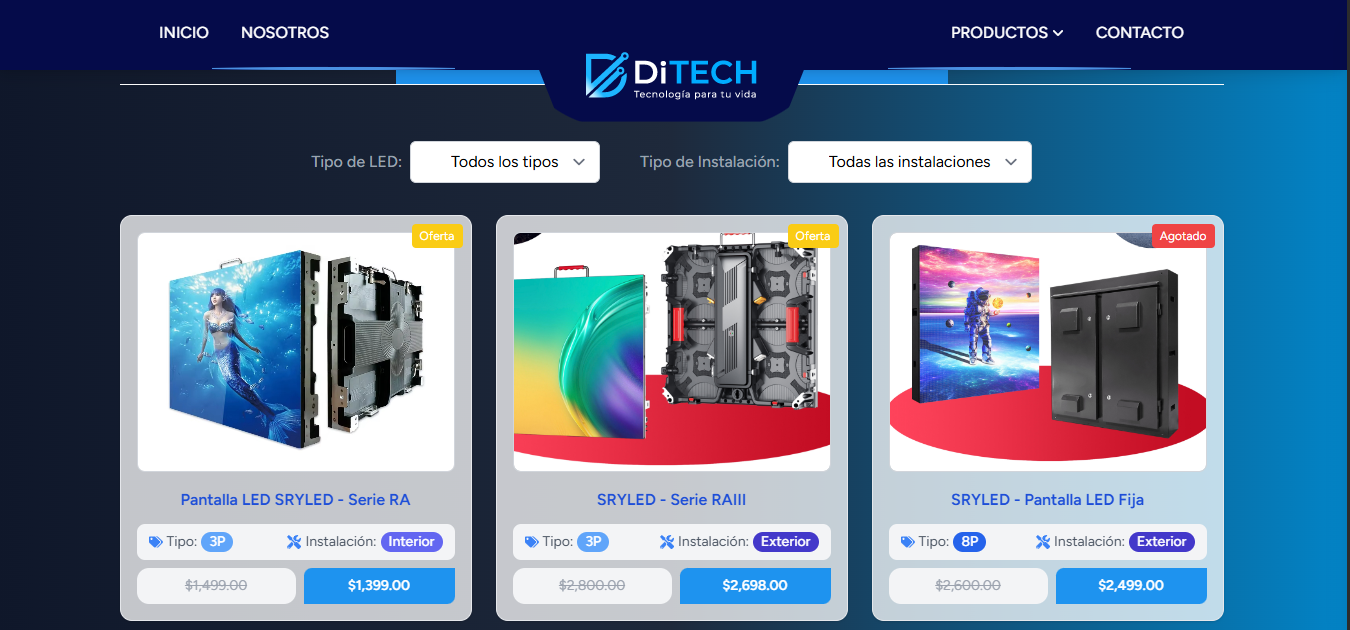 INICIO
NOSOTROS
PRODUCTOS
CONTACTO
DiTECH
Tecnología para tu vida
Tipo de LED:
Todos los tipos
Tipo de Instalación:
Todas las instalaciones
Oferta
Pantalla LED SRYLED - Serie RA
Tipo: 3P
Instalación: Interior
$1,499.00
$1,399.00
Oferta
SRYLED - Serie RAIII
Tipo: 3P
Instalación: Exterior
$2,800.00
$2,698.00
Agotado
SRYLED - Pantalla LED Fija
Tipo: 8P
Instalación: Exterior
$2,600.00
$2,499.00